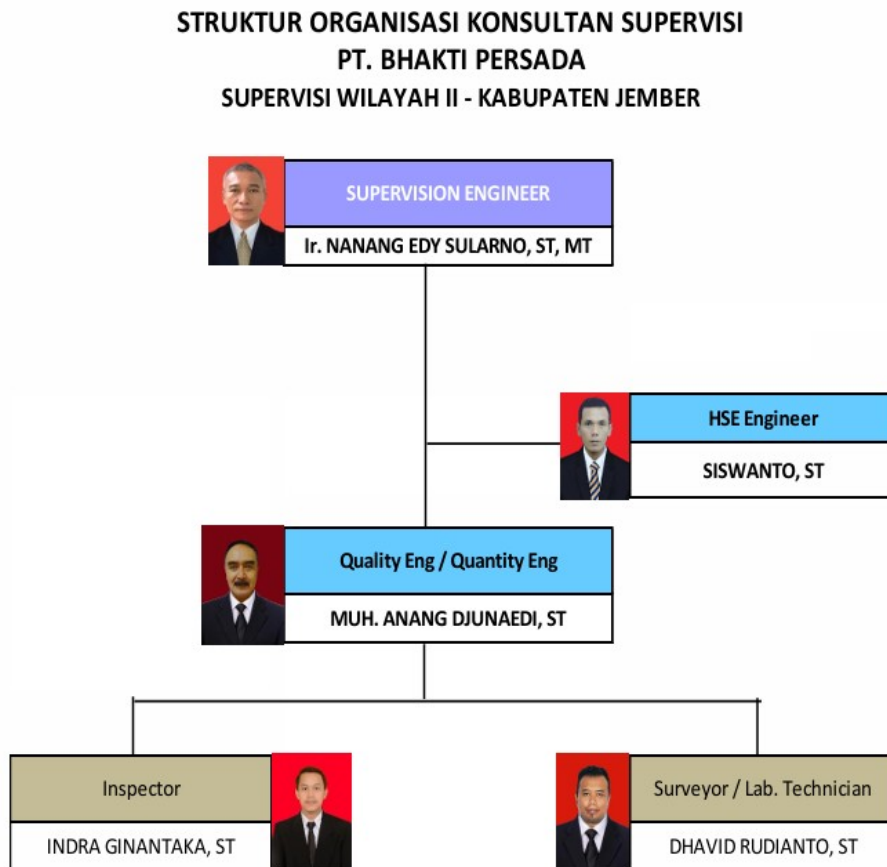 STRUKTUR ORGANISASI KONSULTAN SUPERVISI
PT. BHAKTI PERSADA
SUPERVISI WILAYAH II - KABUPATEN JEMBER
SUPERVISION ENGINEER
Ir. NANANG EDY SULARNO, ST, MT
HSE Engineer
SISWANTO, ST
Quality Eng / Quantity Eng
MUH. ANANG DJUNAEDI, ST
Inspector
INDRA GINANTAKA, ST
Surveyor / Lab. Technician
DHAVID RUDIANTO, ST